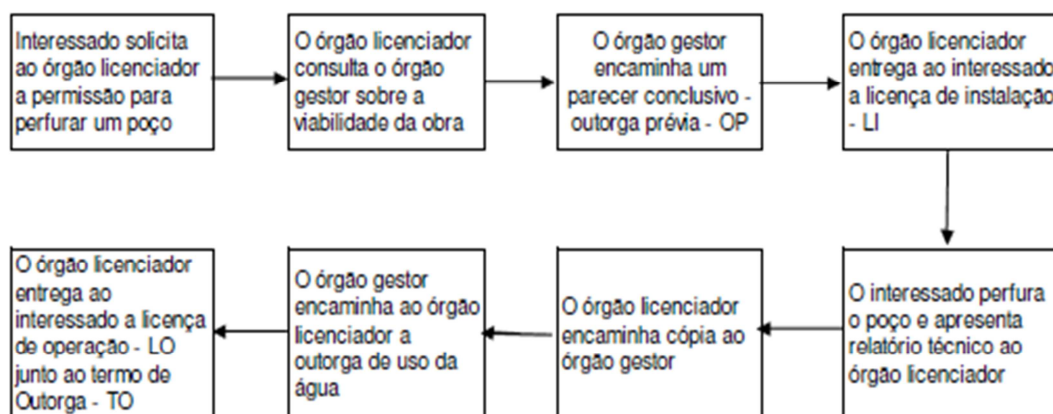 Interessado solicita
ao órgão licenciador
a permissão para
perfurar um poço
O órgão licenciador
consulta o órgão
gestor sobre a
viabilidade da obra
O órgão gestor
encaminha um
parecer conclusivo -
outorga prévia - OP
O órgão licenciador
entrega ao interessado
a licença de instalação
- LI
O interessado perfura
o poço e apresenta
relatório técnico ao
órgão licenciador
O órgão licenciador
encaminha cópia ao
órgão gestor
O órgão gestor
encaminha ao órgão
licenciador a
outorga de uso da
água
O órgão licenciador
entrega ao
interessado a licença
de operação - LO
junto ao termo de
Outorga - TO